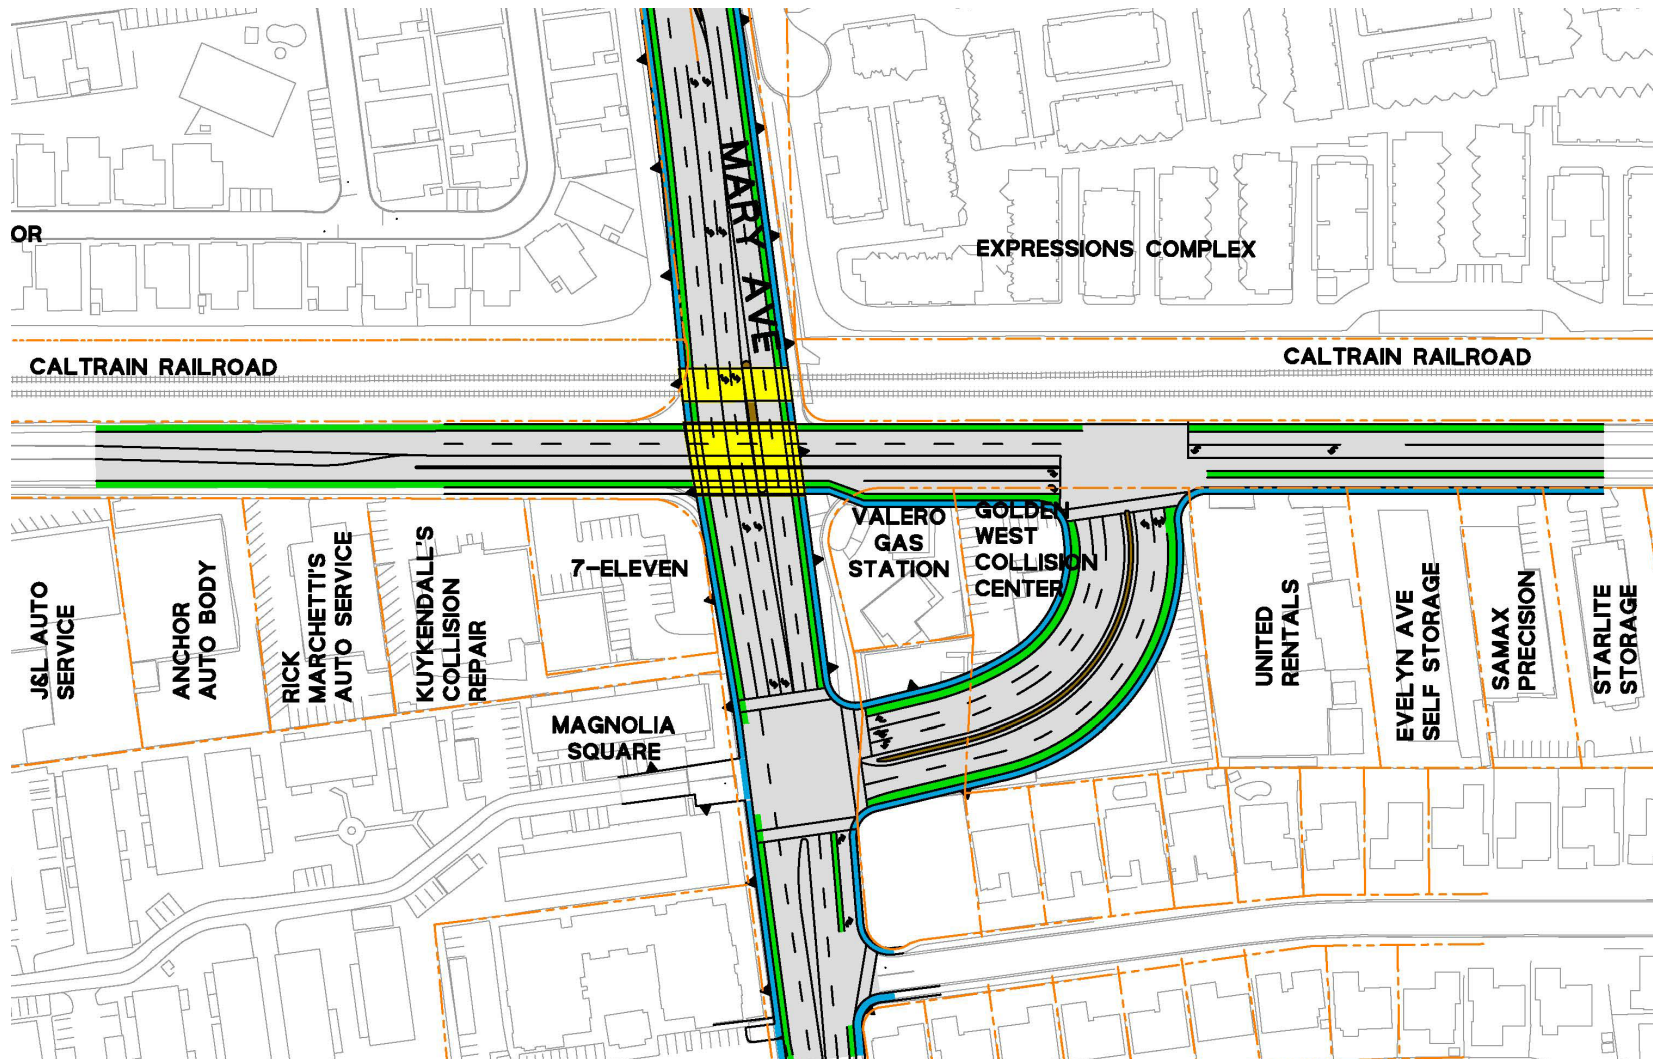 MARY AVE
OR
EXPRESSIONS COMPLEX
CALTRAIN RAILROAD
CALTRAIN RAILROAD
J&L AUTO
SERVICE
ANCHOR
AUTO BODY
RICK
MARCHETTI'S
AUTO SERVICE
KUYKENDALL'S
COLLISION
REPAIR
7-ELEVEN
MAGNOLIA
SQUARE
VALERO
GAS
STATION
GOLDEN
WEST
COLLISION
CENTER
UNITED
RENTALS
EVELYN AVE
SELF STORAGE
SAMAX
PRECISION
STARLITE
STORAGE